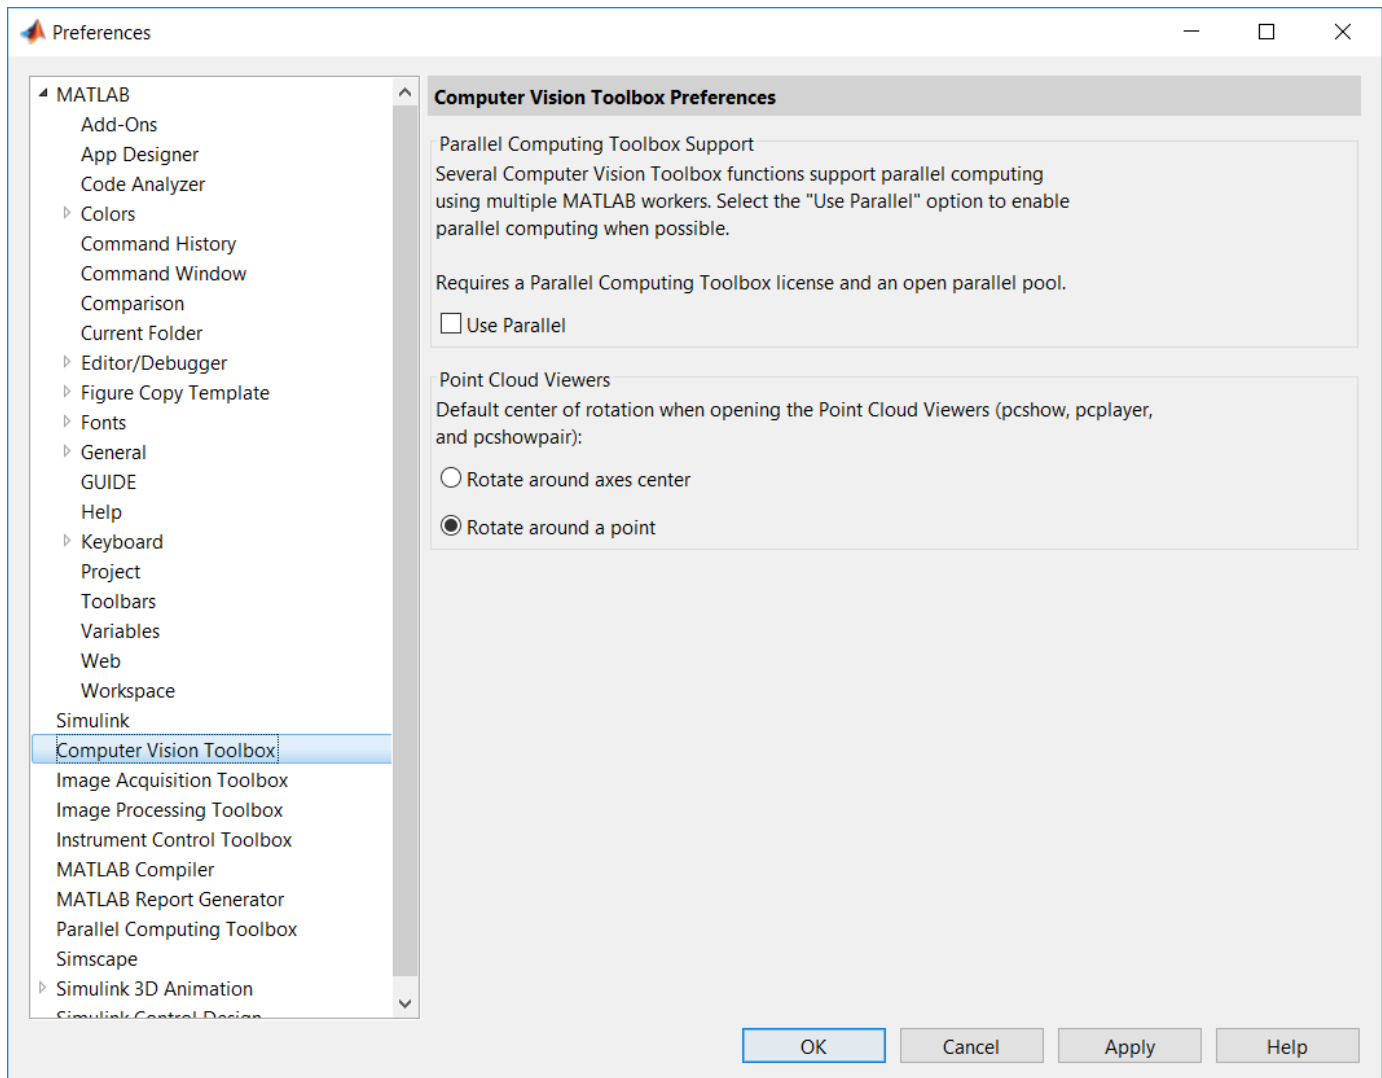 Preferences
MATLAB
Add-Ons
App Designer
Code Analyzer
Colors
Command History
Command Window
Comparison
Current Folder
Editor/Debugger
Figure Copy Template
Fonts
General
GUIDE
Help
Keyboard
Project
Toolbars
Variables
Web
Workspace
Simulink
Computer Vision Toolbox
Image Acquisition Toolbox
Image Processing Toolbox
Instrument Control Toolbox
MATLAB Compiler
MATLAB Report Generator
Parallel Computing Toolbox
Simscape
Simulink 3D Animation
Simulink Control Design
Computer Vision Toolbox Preferences
Parallel Computing Toolbox Support
Several Computer Vision Toolbox functions support parallel computing
using multiple MATLAB workers. Select the "Use Parallel" option to enable
parallel computing when possible.
Requires a Parallel Computing Toolbox license and an open parallel pool.
Use Parallel
Point Cloud Viewers
Default center of rotation when opening the Point Cloud Viewers (pcshow, pcplayer,
and pcshowpair):
Rotate around axes center
Rotate around a point
OK
Cancel
Apply
Help